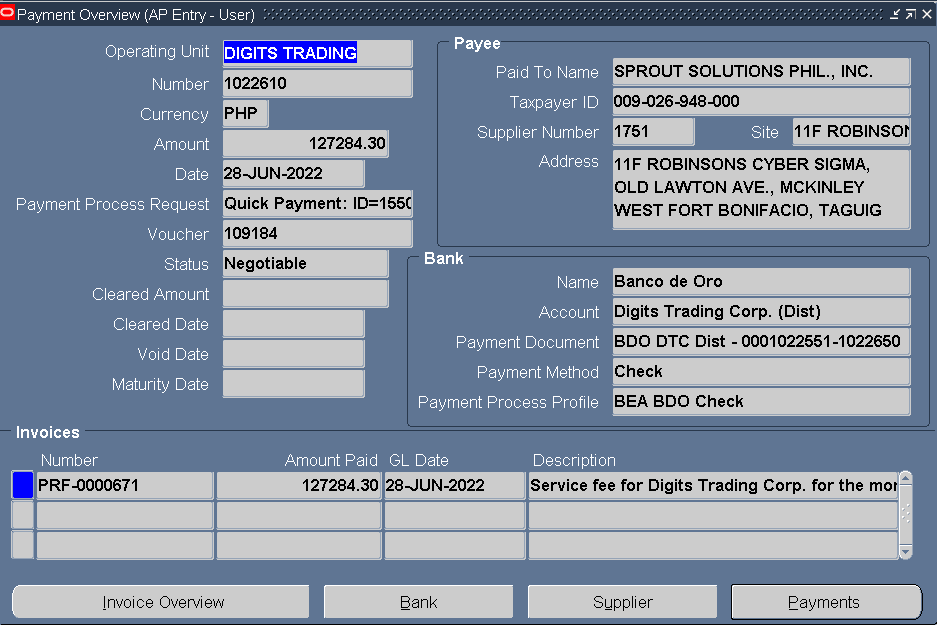 Payment Overview (AP Entry - User)
Operating Unit DIGITS TRADING
Number 1022610
Currency PHP
Amount 127284.30
Date 28-JUN-2022
Payment Process Request Quick Payment: ID=1550
Voucher 109184
Status Negotiable
Cleared Amount
Cleared Date
Void Date
Maturity Date
Payee
Paid To Name SPROUT SOLUTIONS PHIL., INC.
Taxpayer ID 009-026-948-000
Supplier Number 1751 Site 11F ROBINSON
Address 11F ROBINSONS CYBER SIGMA,
OLD LAWTON AVE., MCKINLEY
WEST FORT BONIFACIO, TAGUIG
Bank
Name Banco de Oro
Account Digits Trading Corp. (Dist)
Payment Document BDO DTC Dist - 0001022551-1022650
Payment Method Check
Payment Process Profile BEA BDO Check
Invoices
Number Amount Paid GL Date Description
PRF-0000671 127284.30 28-JUN-2022 Service fee for Digits Trading Corp. for the mor
Invoice Overview Bank Supplier Payments